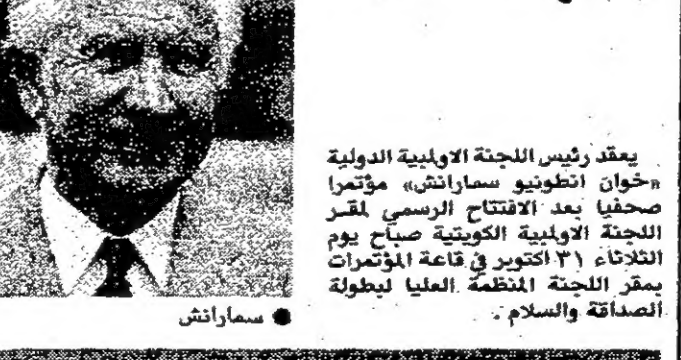 يعقد رئيس اللجنة الاولمبية الدولية
«خوان انطونيو سمارانش» مؤتمرا
صحفيا بعد الافتتاح الرسمي لمقر
اللجنة الاولمبية الكويتية صباح يوم
الثلاثاء ٣١ اكتوبر في قاعة المؤتمرات
بمقر اللجنة المنظمة العليا لبطولة
الصداقة والسلام .
● سمارانش